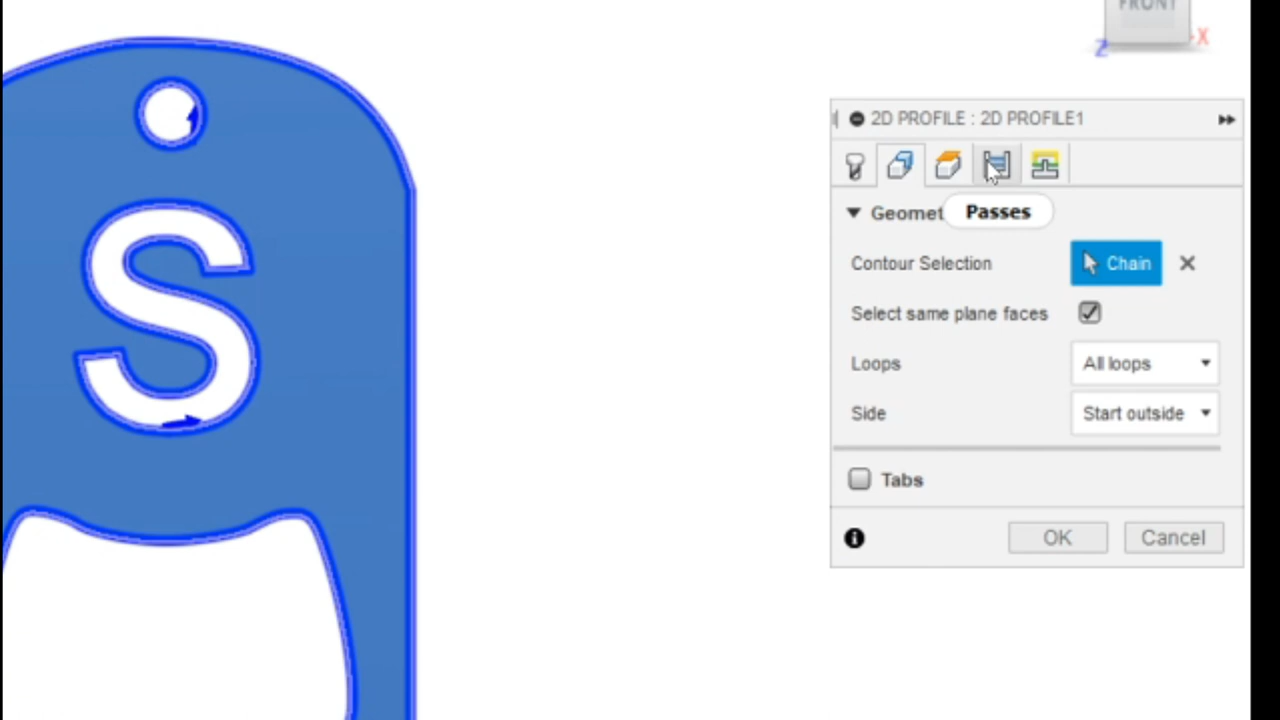 FRONT
Z
X
2D PROFILE : 2D PROFILE1
Geomet
Passes
Contour Selection
Chain
Select same plane faces
Loops
All loops
Side
Start outside
Tabs
OK
Cancel
S